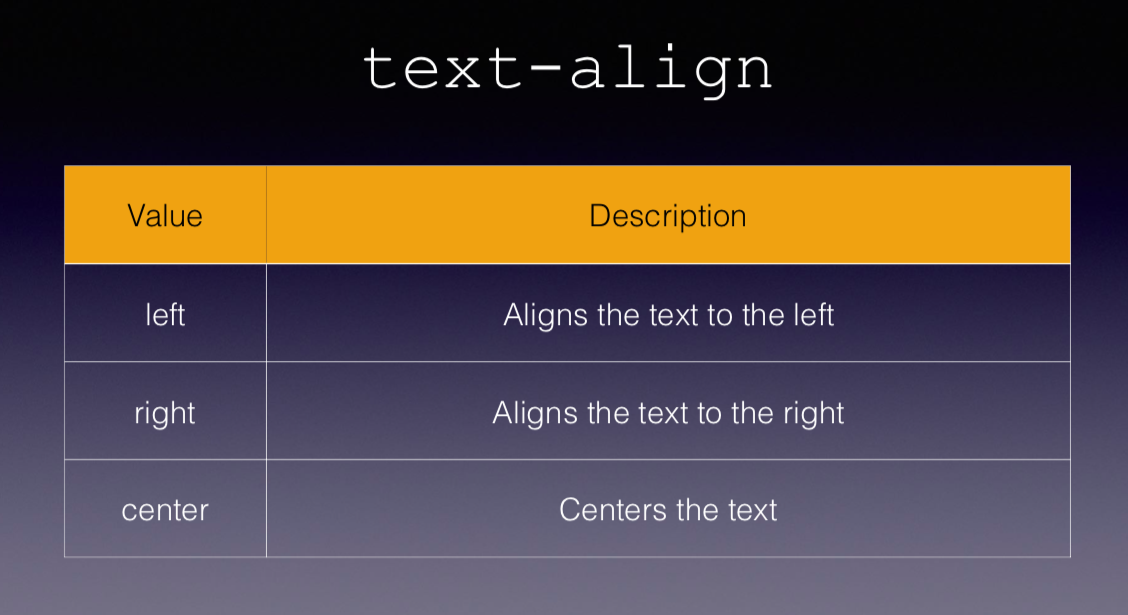 text-align
Value Description
left Aligns the text to the left
right Aligns the text to the right
center Centers the text